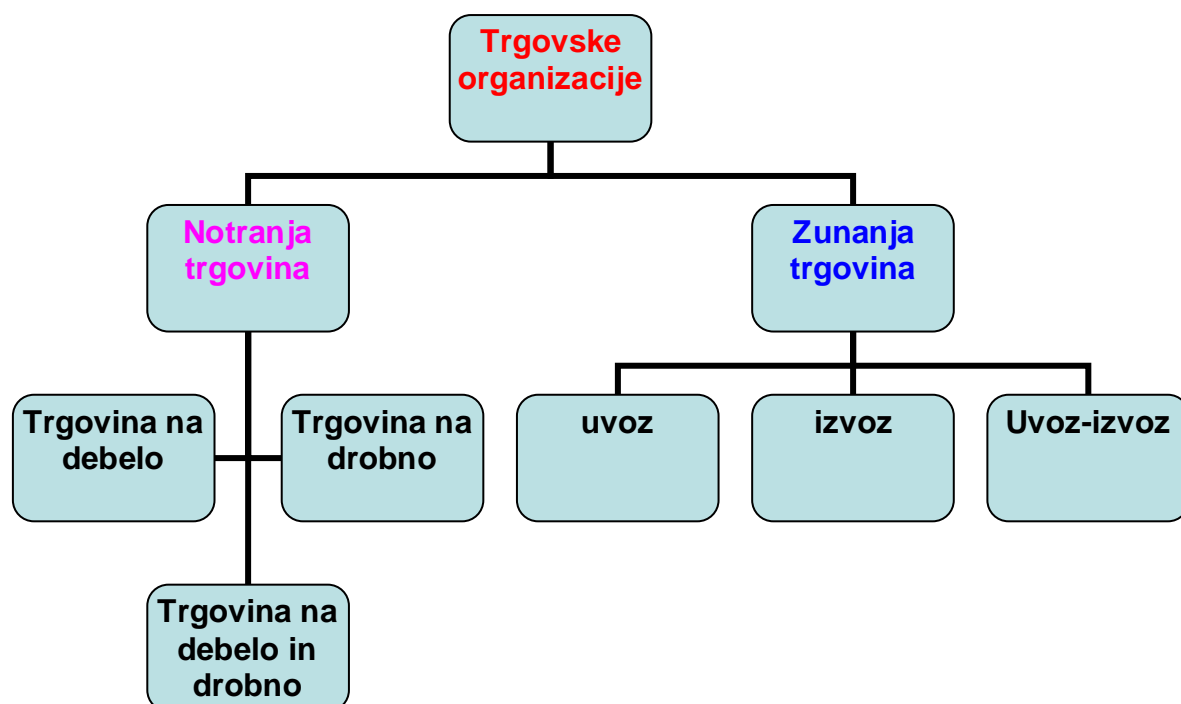 Trgovske
organizacije
Notranja
trgovina
Zunanja
trgovina
Trgovina na
debelo
Trgovina na
drobno
uvoz
izvoz
Uvoz-izvoz
Trgovina na
debelo in
drobno